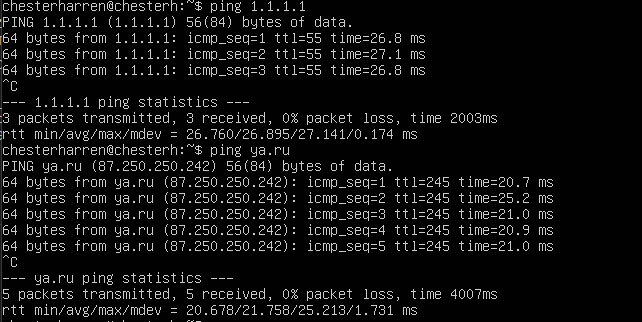 chesterharren@chesterh:~$ ping 1.1.1.1
PING 1.1.1.1 (1.1.1.1) 56(84) bytes of data.
64 bytes from 1.1.1.1: icmp_seq=1 ttl=55 time=26.8 ms
64 bytes from 1.1.1.1: icmp_seq=2 ttl=55 time=27.1 ms
64 bytes from 1.1.1.1: icmp_seq=3 ttl=55 time=26.8 ms
^C
--- 1.1.1.1 ping statistics ---
3 packets transmitted, 3 received, 0% packet loss, time 2003ms
rtt min/avg/max/mdev = 26.760/26.895/27.141/0.174 ms
chesterharren@chesterh:~$ ping ya.ru
PING ya.ru (87.250.250.242) 56(84) bytes of data.
64 bytes from ya.ru (87.250.250.242): icmp_seq=1 ttl=245 time=20.7 ms
64 bytes from ya.ru (87.250.250.242): icmp_seq=2 ttl=245 time=25.2 ms
64 bytes from ya.ru (87.250.250.242): icmp_seq=3 ttl=245 time=21.0 ms
64 bytes from ya.ru (87.250.250.242): icmp_seq=4 ttl=245 time=20.9 ms
64 bytes from ya.ru (87.250.250.242): icmp_seq=5 ttl=245 time=21.0 ms
^C
--- ya.ru ping statistics ---
5 packets transmitted, 5 received, 0% packet loss, time 4007ms
rtt min/avg/max/mdev = 20.678/21.758/25.213/1.731 ms